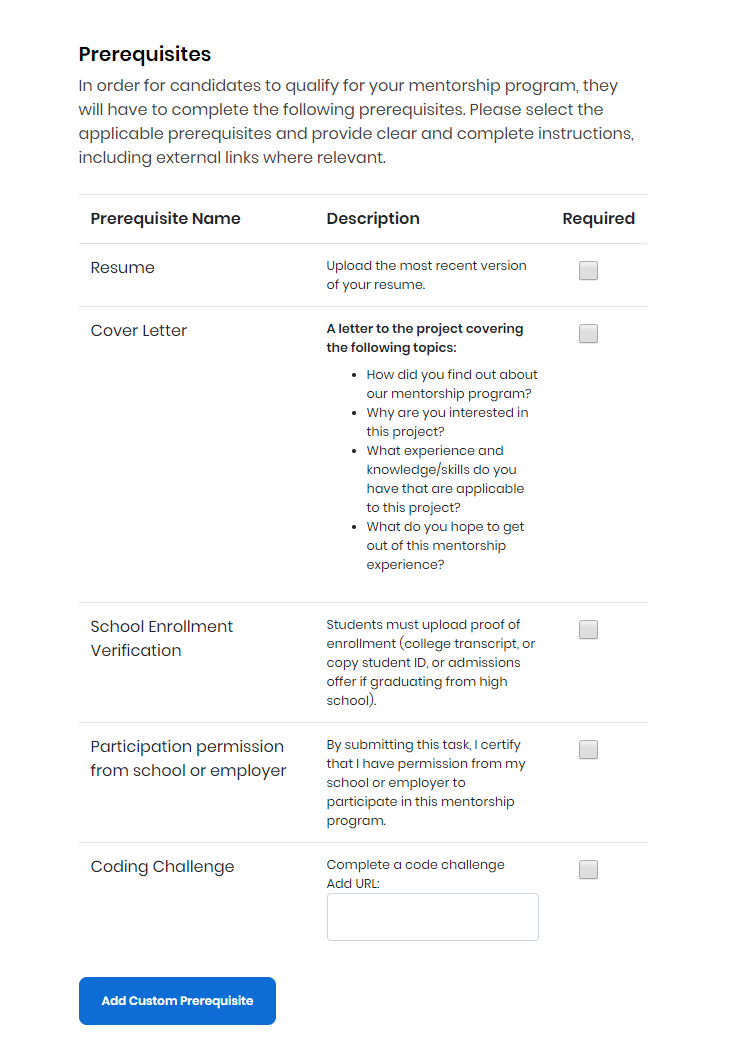 Prerequisites
In order for candidates to qualify for your mentorship program, they
will have to complete the following prerequisites. Please select the
applicable prerequisites and provide clear and complete instructions,
including external links where relevant.
Prerequisite Name Description Required
Resume
Upload the most recent version
of your resume.
Cover Letter
A letter to the project covering
the following topics:
• How did you find out about
our mentorship program?
• Why are you interested in
this project?
• What experience and
knowledge/skills do you
have that are applicable
to this project?
• What do you hope to get
out of this mentorship
experience?
School Enrollment
Verification
Students must upload proof of
enrollment (college transcript, or
copy student ID, or admissions
offer if graduating from high
school).
Participation permission
from school or employer
By submitting this task, I certify
that I have permission from my
school or employer to
participate in this mentorship
program.
Coding Challenge
Complete a code challenge
Add URL:
Add Custom Prerequisite